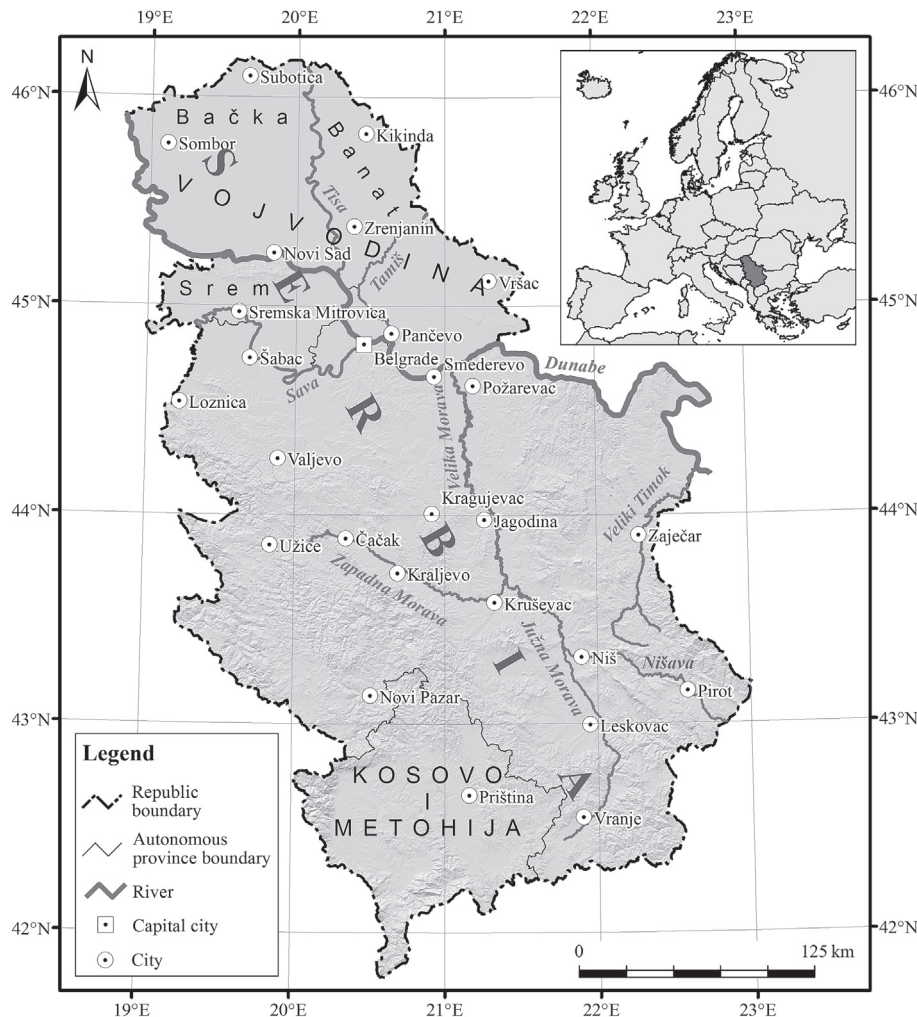 19°E 20°E 21°E 22°E 23°E
N
46°N 46°N
Subotica
Bačka
Sombor
Kikinda
Banat
S
VOJVODINA
Tisa
Zrenjanin
Novi Sad
Tamiš
Vršac
45°N 45°N
Srem
E
Sremska Mitrovica
Pančevo
Belgrade
Šabac
Smederevo
Dunabe
Požarevac
Sava
Loznica
R
Velika Morava
Valjevo
Veliki Timok
44°N 44°N
Kragujevac
Jagodina
Zaječar
Užice
Čačak
B
Kraljevo
Zapadna Morava
Kruševac
Južna Morava
I
Niš
Nišava
Pirot
Novi Pazar
43°N 43°N
Leskovac
KOSOVO
I
METOHIJA
Priština
A
Vranje
Legend
Republic
boundary
Autonomous
province boundary
River
Capital city
City
42°N 42°N
0 125 km
19°E 20°E 21°E 22°E 23°E